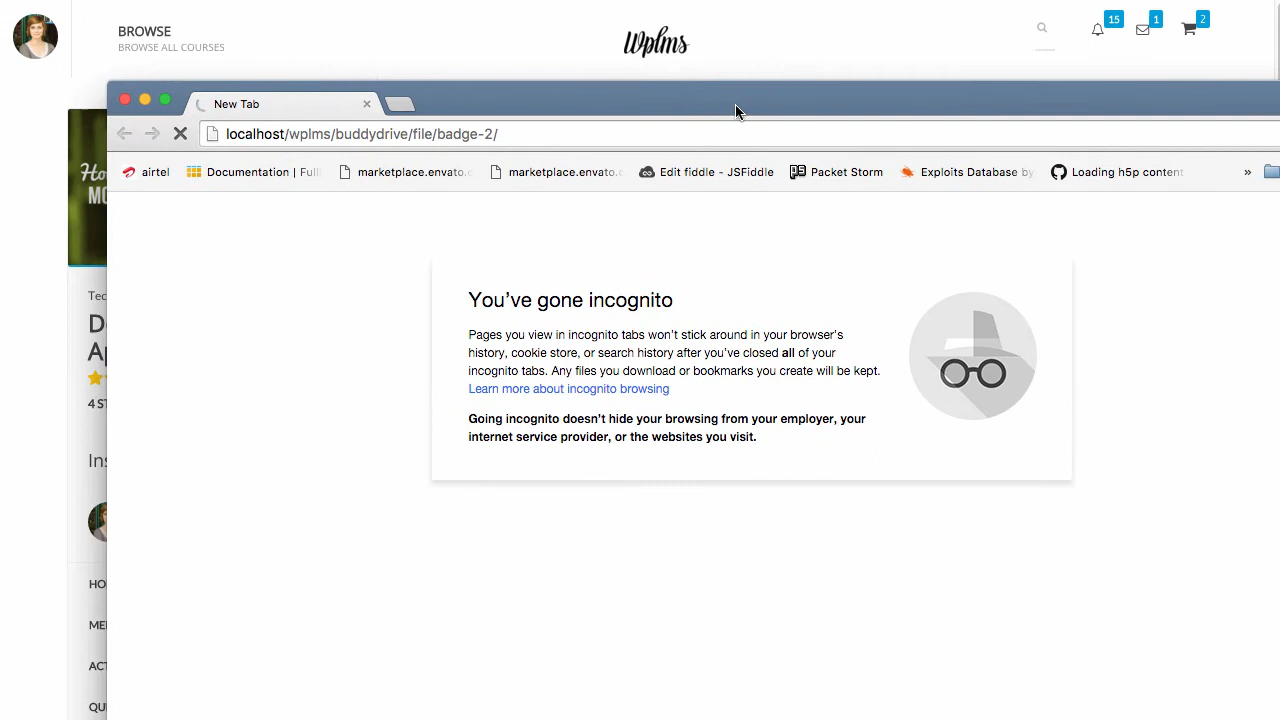 BROWSE
BROWSE ALL COURSES
Wplms
15
1
2
New Tab
localhost/wplms/buddydrive/file/badge-2/
airtel
Documentation | Full
marketplace.envato.c
marketplace.envato.c
Edit fiddle - JSFiddle
Packet Storm
Exploits Database by
Loading h5p content
»
Ho
MO
Tec
De
Ap
4 ST
Ins
HO
MEM
ACT
QU
You've gone incognito
Pages you view in incognito tabs won't stick around in your browser's
history, cookie store, or search history after you've closed all of your
incognito tabs. Any files you download or bookmarks you create will be kept.
Learn more about incognito browsing
Going incognito doesn't hide your browsing from your employer, your
internet service provider, or the websites you visit.